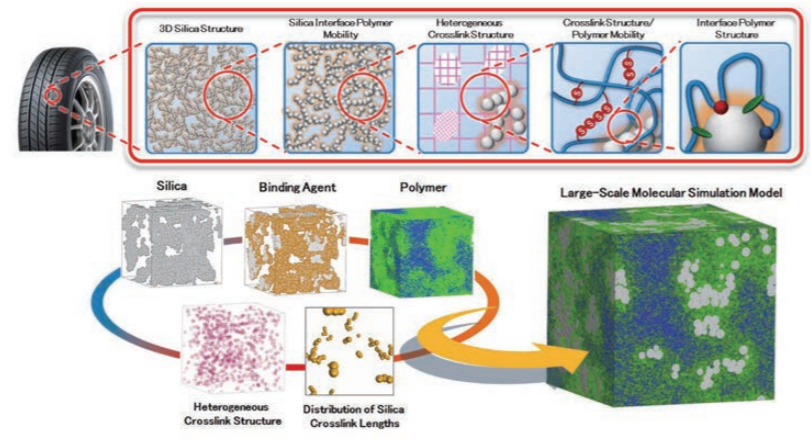 3D Silica Structure
Silica Interface Polymer
Mobility
Heterogeneous
Crosslink Structure
Crosslink Structure/
Polymer Mobility
Interface Polymer
Structure
S
S
S
S
S
S
S
S
Silica
Binding Agent
Polymer
Large-Scale Molecular Simulation Model
Heterogeneous
Crosslink Structure
Distribution of Silica
Crosslink Lengths